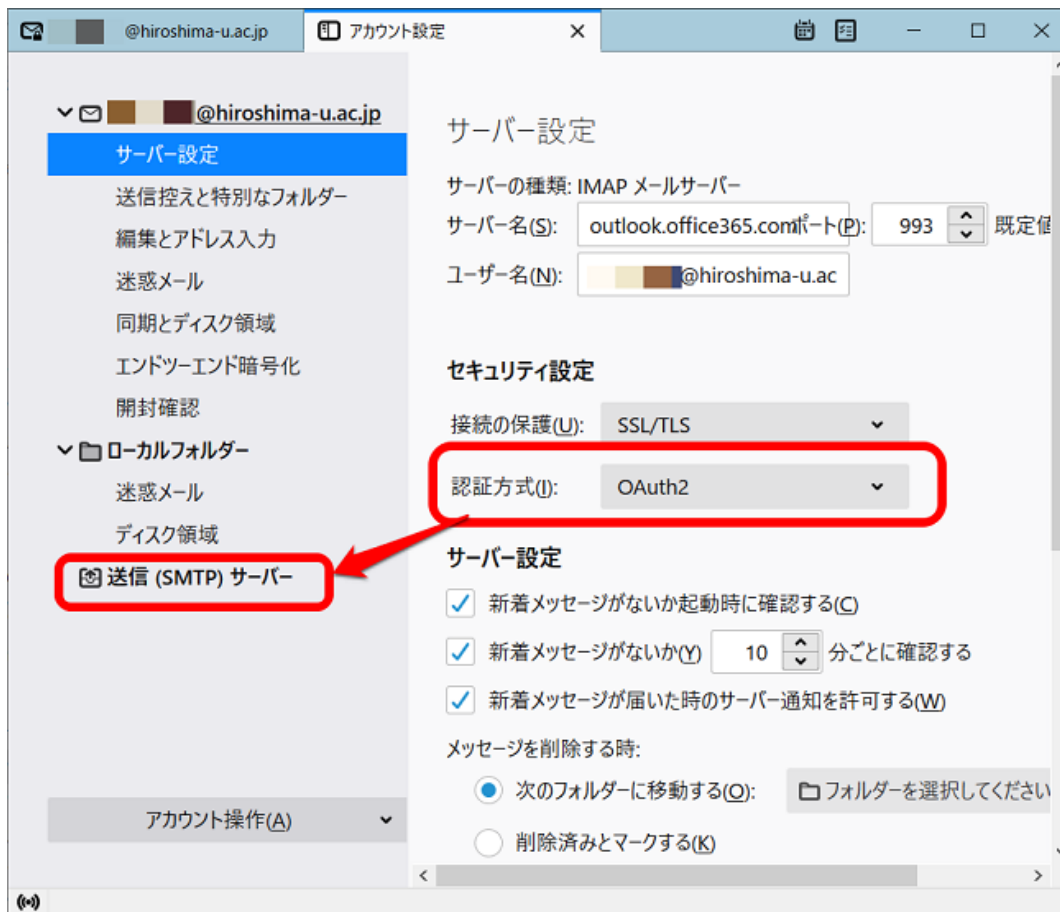 @hiroshima-u.ac.jp
アカウント設定
@hiroshima-u.ac.jp
サーバー設定
送信控えと特別なフォルダー
編集とアドレス入力
迷惑メール
同期とディスク領域
エンドツーエンド暗号化
開封確認
ローカルフォルダー
迷惑メール
ディスク領域
送信 (SMTP) サーバー
アカウント操作(A)
サーバー設定
サーバーの種類: IMAP メールサーバー
サーバー名(S): outlook.office365.com ポート(P): 993 既定値
ユーザー名(N): @hiroshima-u.ac
セキュリティ設定
接続の保護(U): SSL/TLS
認証方式(I): OAuth2
サーバー設定
新着メッセージがないか起動時に確認する(C)
新着メッセージがないか(Y) 10 分ごとに確認する
新着メッセージが届いた時のサーバー通知を許可する(W)
メッセージを削除する時:
次のフォルダーに移動する(O): フォルダーを選択してください
削除済みとマークする(K)